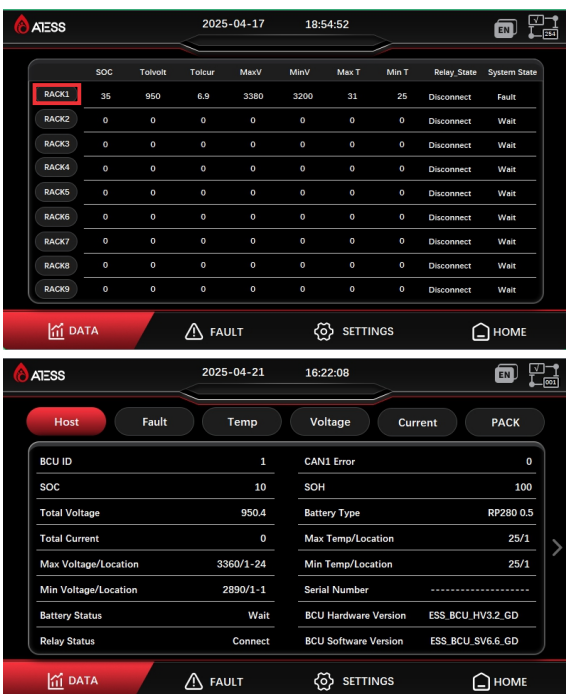 ATESS 2025-04-17 18:54:52 EN 254
SOC Tolvolt Tolcur MaxV MinV Max T Min T Relay_State System State
RACK1 35 950 6.9 3380 3200 31 25 Disconnect Fault
RACK2 0 0 0 0 0 0 0 Disconnect Wait
RACK3 0 0 0 0 0 0 0 Disconnect Wait
RACK4 0 0 0 0 0 0 0 Disconnect Wait
RACK5 0 0 0 0 0 0 0 Disconnect Wait
RACK6 0 0 0 0 0 0 0 Disconnect Wait
RACK7 0 0 0 0 0 0 0 Disconnect Wait
RACK8 0 0 0 0 0 0 0 Disconnect Wait
RACK9 0 0 0 0 0 0 0 Disconnect Wait
DATA FAULT SETTINGS HOME
ATESS 2025-04-21 16:22:08 EN 001
Host Fault Temp Voltage Current PACK
BCU ID 1 CAN1 Error 0
SOC 10 SOH 100
Total Voltage 950.4 Battery Type RP280 0.5
Total Current 0 Max Temp/Location 25/1
Max Voltage/Location 3360/1-24 Min Temp/Location 25/1
Min Voltage/Location 2890/1-1 Serial Number --------------------
Battery Status Wait BCU Hardware Version ESS_BCU_HV3.2_GD
Relay Status Connect BCU Software Version ESS_BCU_SV6.6_GD
DATA FAULT SETTINGS HOME